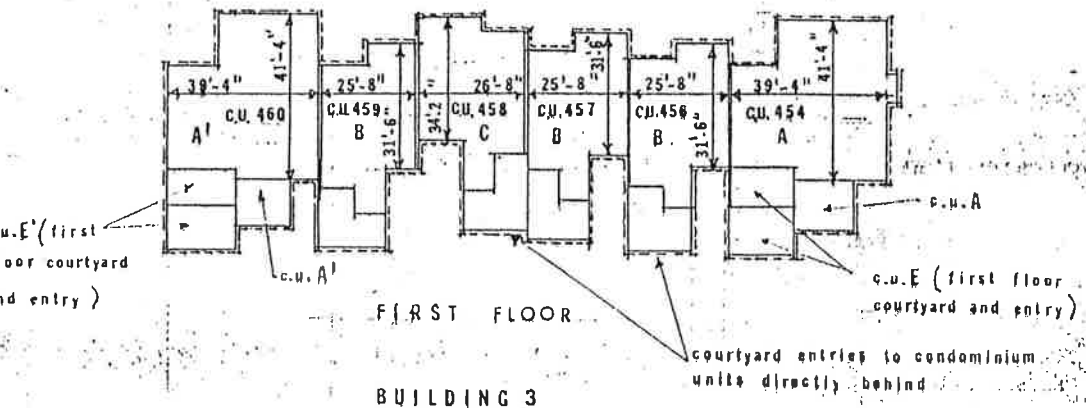 41'-4"
39'-4"
C.U. 460
A'
25'-8"
C.U. 459
B
31'-6"
34'.2"
26'-8"
C.U. 458
C
31'-6"
25'-8
C.U. 457
B
25'-8"
C.U. 456
B
31'-6"
41'-4"
39'-4"
C.U. 454
A
u.E' (first
oor courtyard
nd entry)
c.u. A'
c.u. A
c.u. E (first floor
courtyard and entry)
FIRST FLOOR
courtyard entries to condominium
units directly behind
BUILDING 3